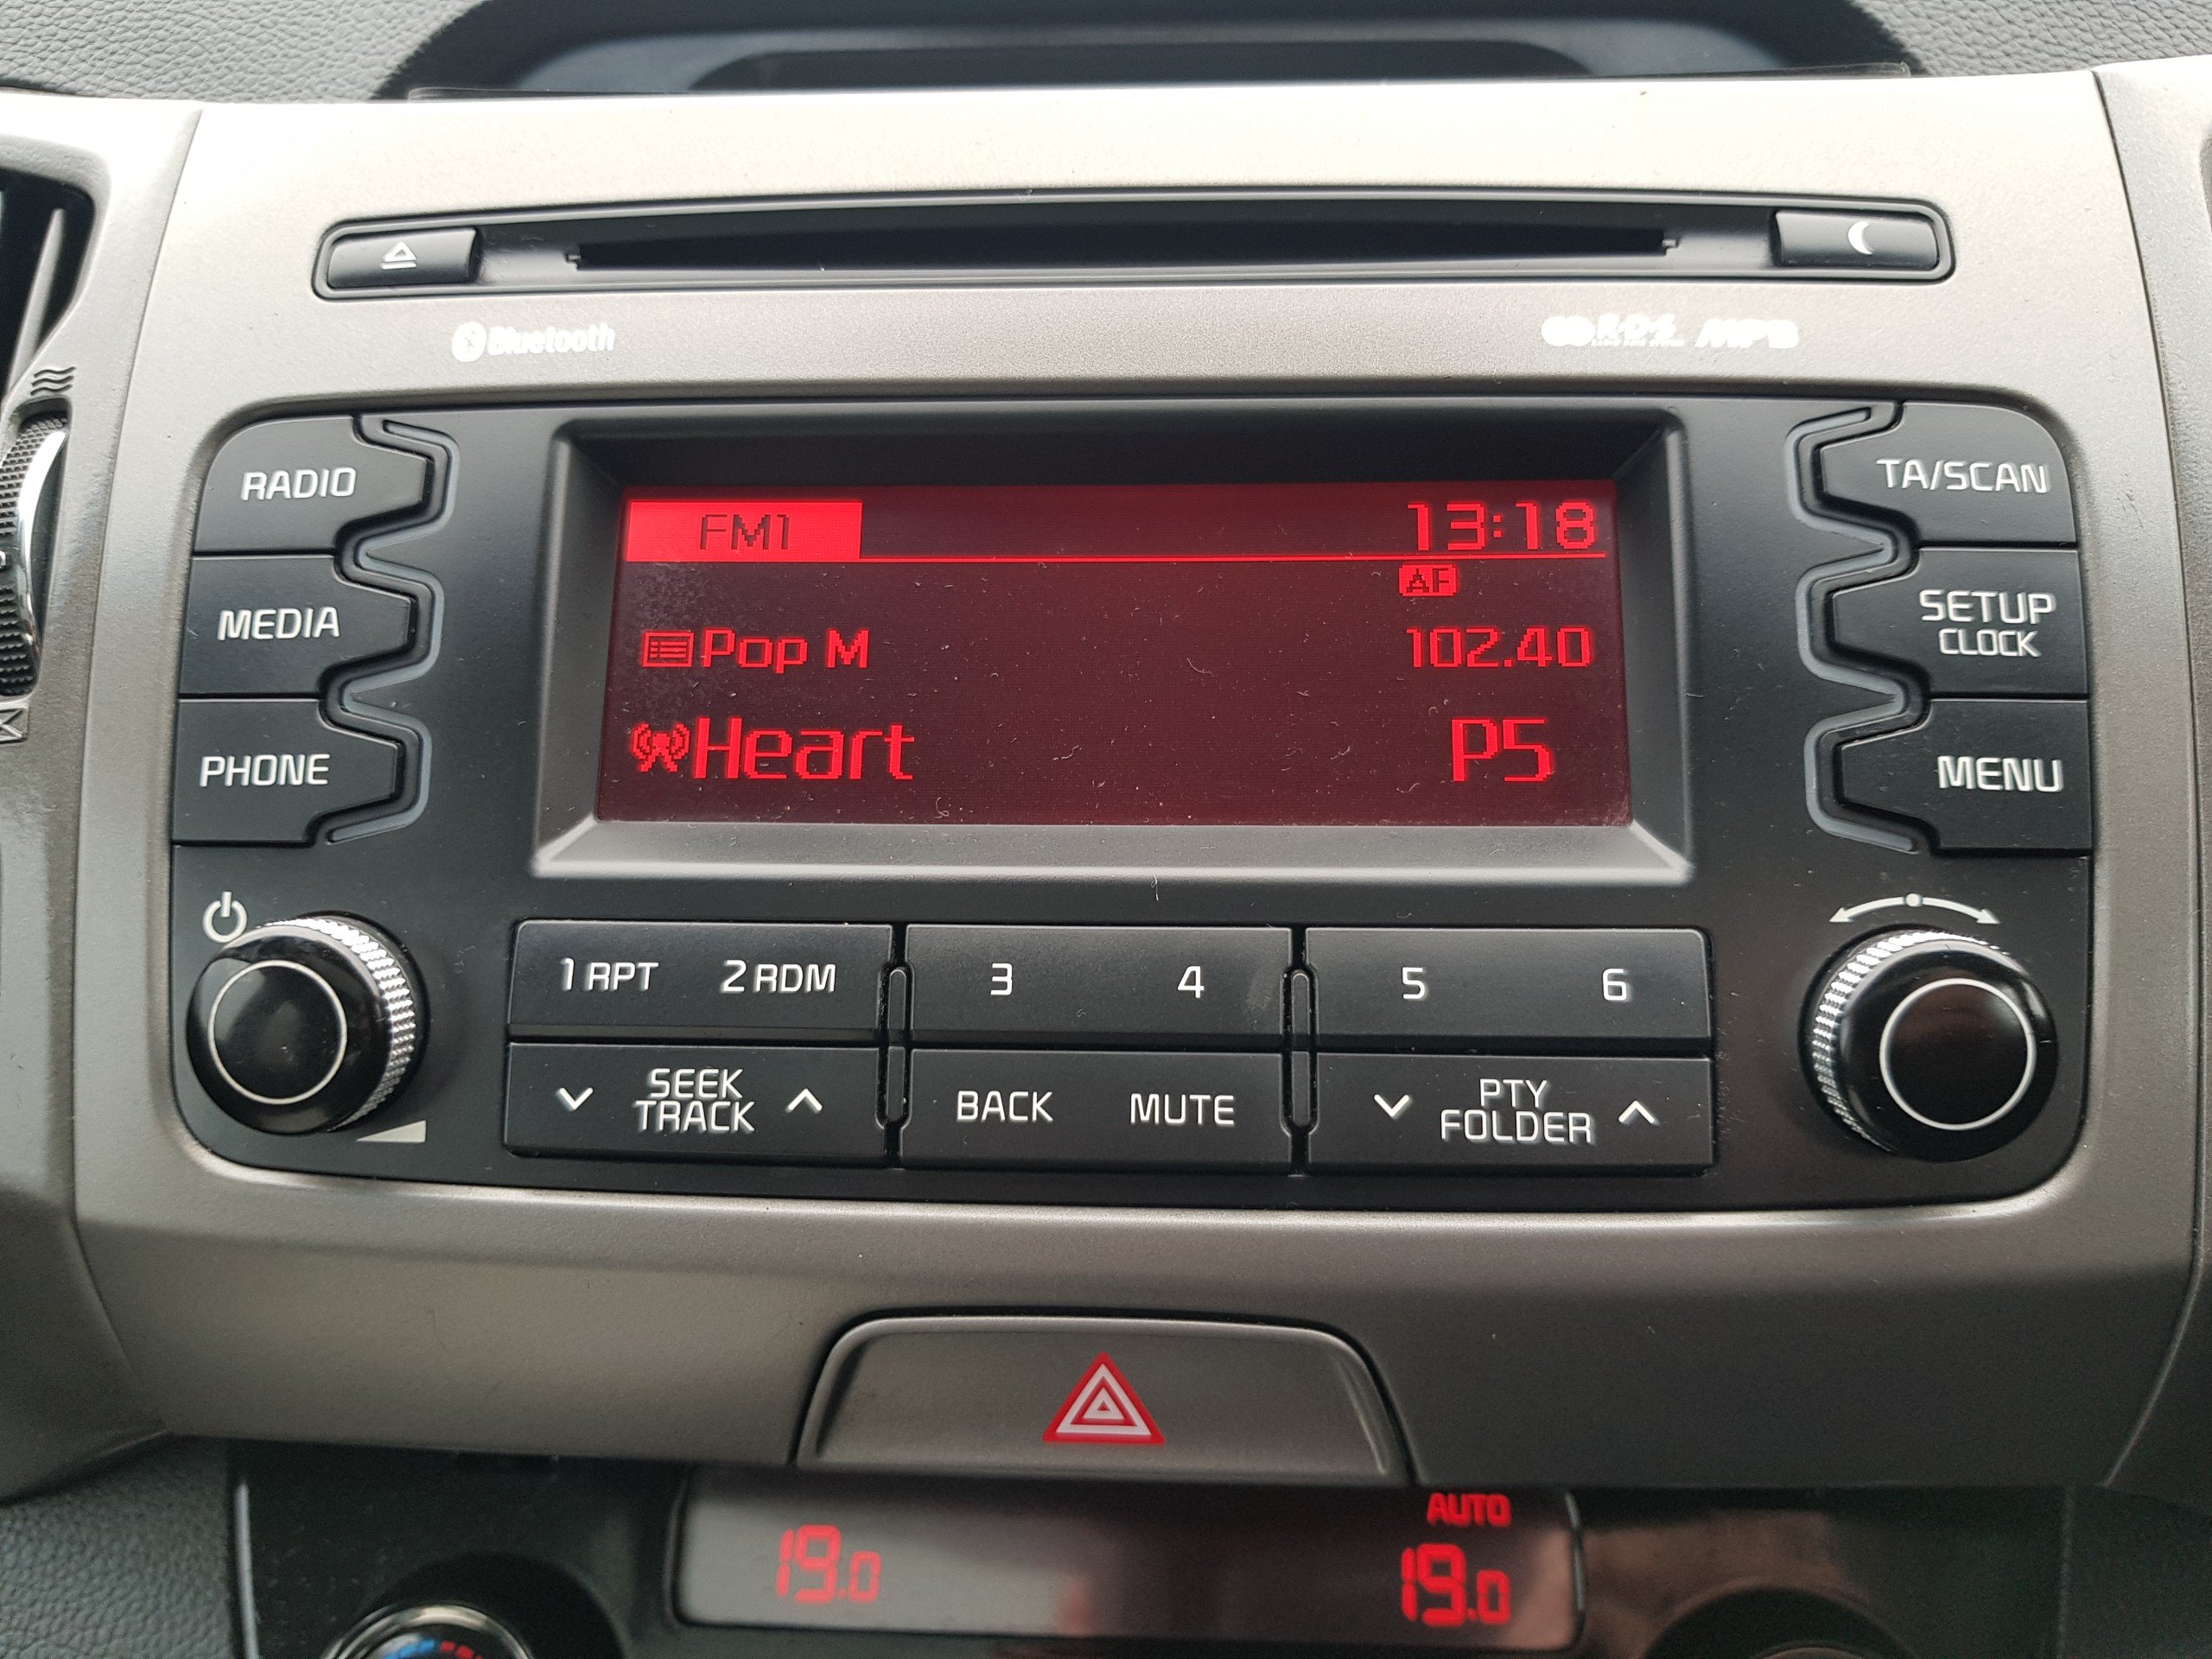 Bluetooth
R·D·S MP3
RADIO
TA/SCAN
FM1 13:18
AF
MEDIA
SETUP
CLOCK
Pop M 102.40
PHONE
Heart P5
MENU
1 RPT 2 RDM 3 4 5 6
SEEK
TRACK
BACK MUTE
PTY
FOLDER
AUTO
19.0 19.0